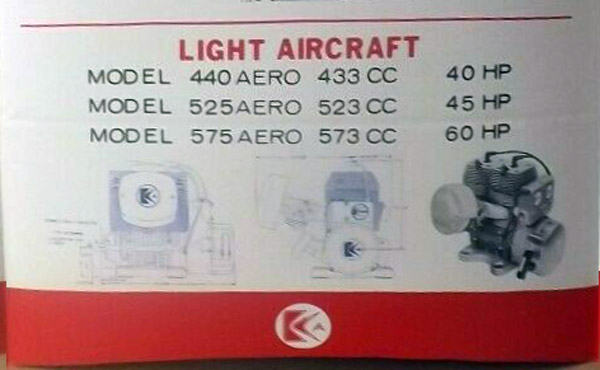 LIGHT AIRCRAFT
MODEL 440 AERO 433 CC 40 HP
MODEL 525 AERO 523 CC 45 HP
MODEL 575 AERO 573 CC 60 HP